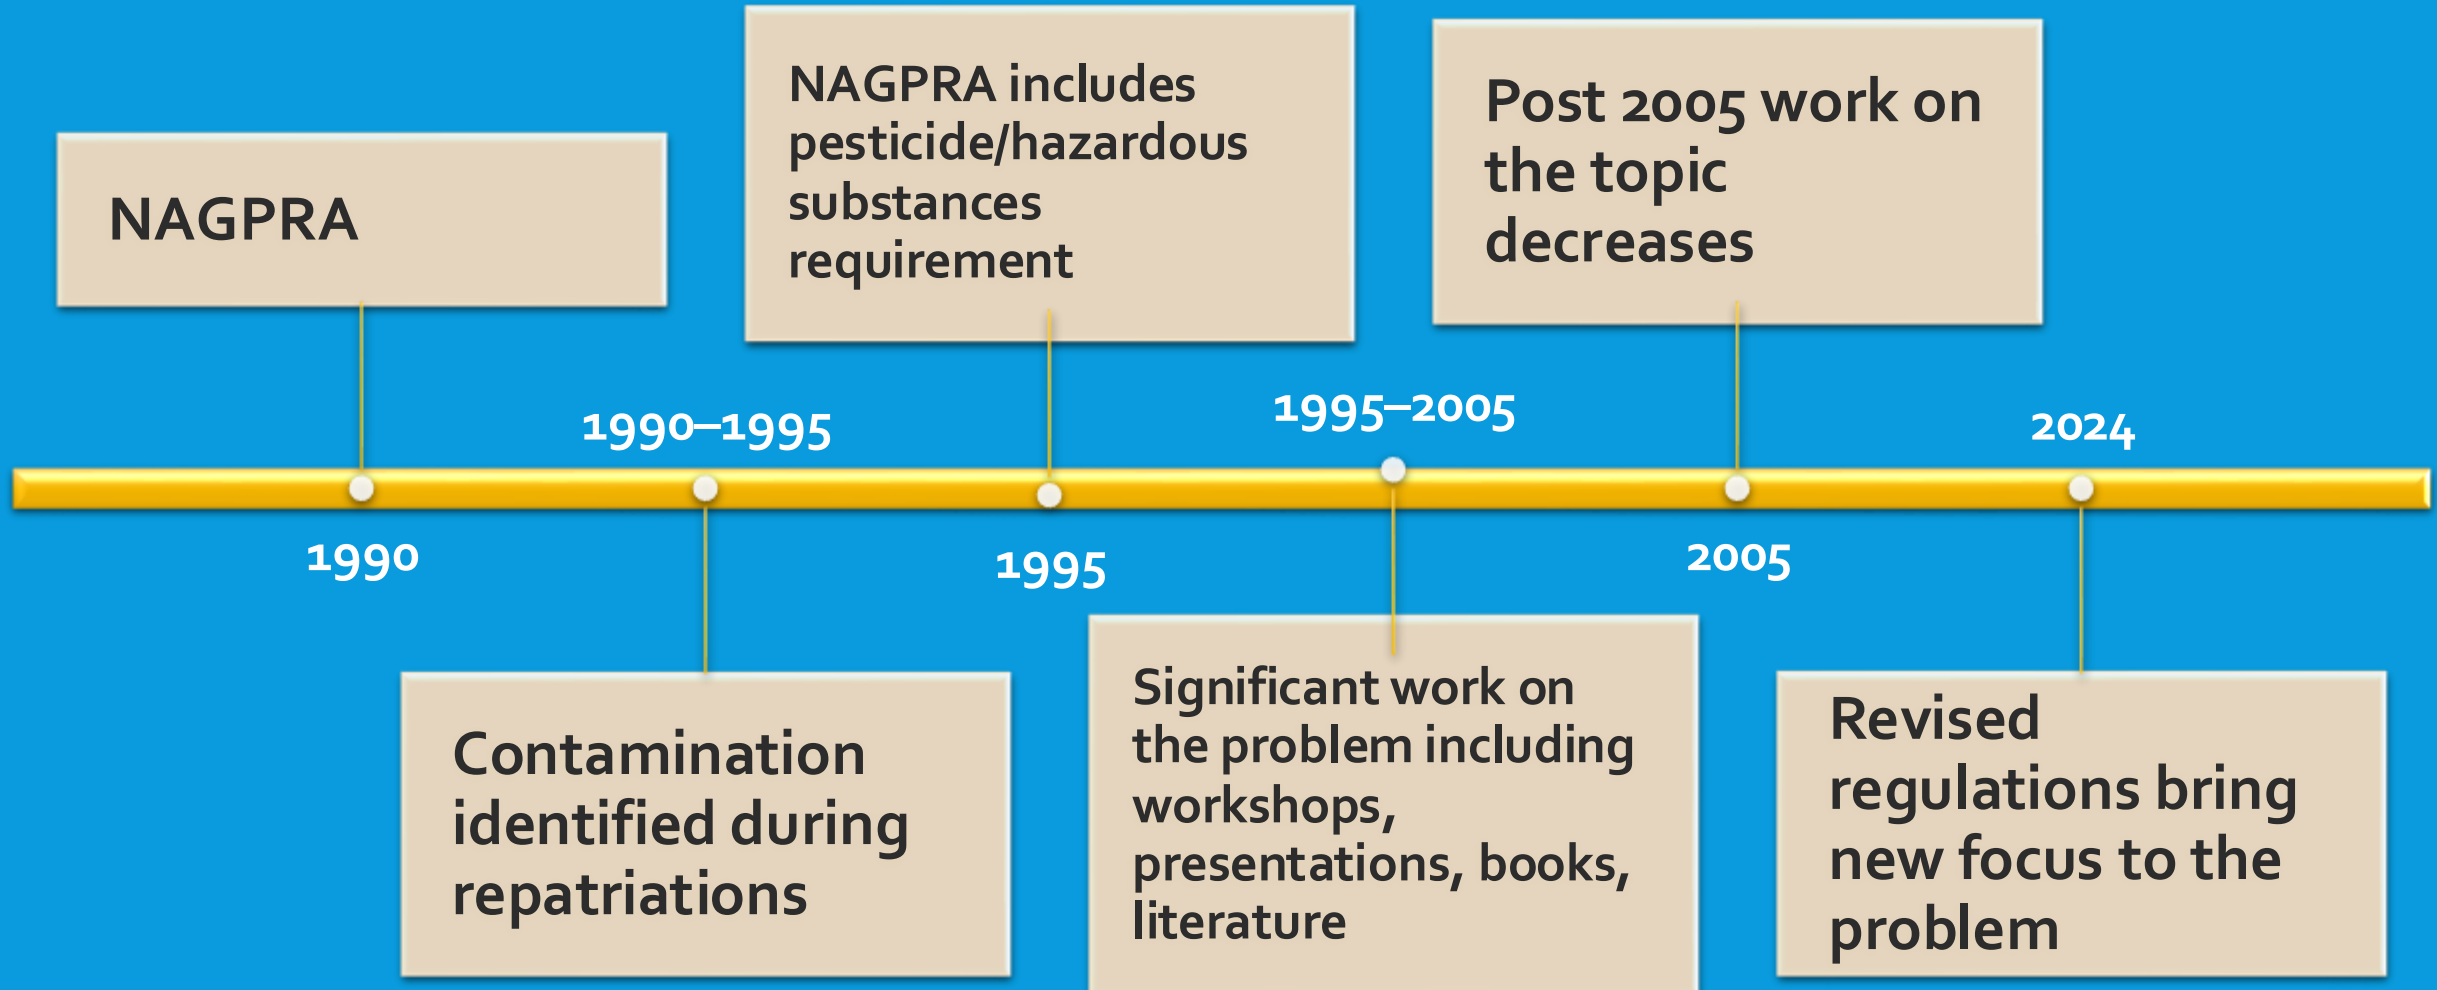 NAGPRA
1990
1990–1995
Contamination
identified during
repatriations
NAGPRA includes
pesticide/hazardous
substances
requirement
1995
1995–2005
Significant work on
the problem including
workshops,
presentations, books,
literature
Post 2005 work on
the topic
decreases
2005
2024
Revised
regulations bring
new focus to the
problem